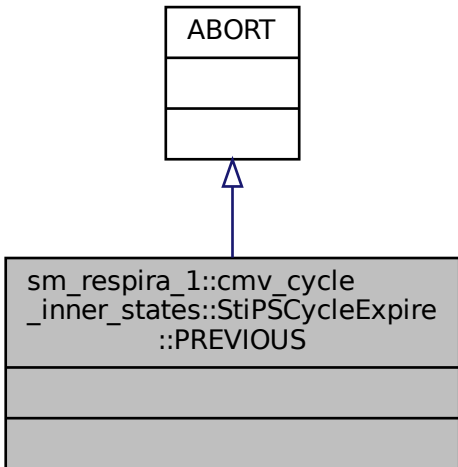 ABORT
sm_respira_1::cmv_cycle
_inner_states::StiPSCycleExpire
::PREVIOUS